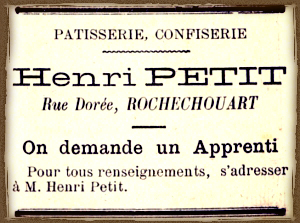 PATISSERIE, CONFISERIE
Henri PETIT
Rue Dorée, ROCHECHOUART
On demande un Apprenti
Pour tous renseignements, s'adresser
à M. Henri Petit.